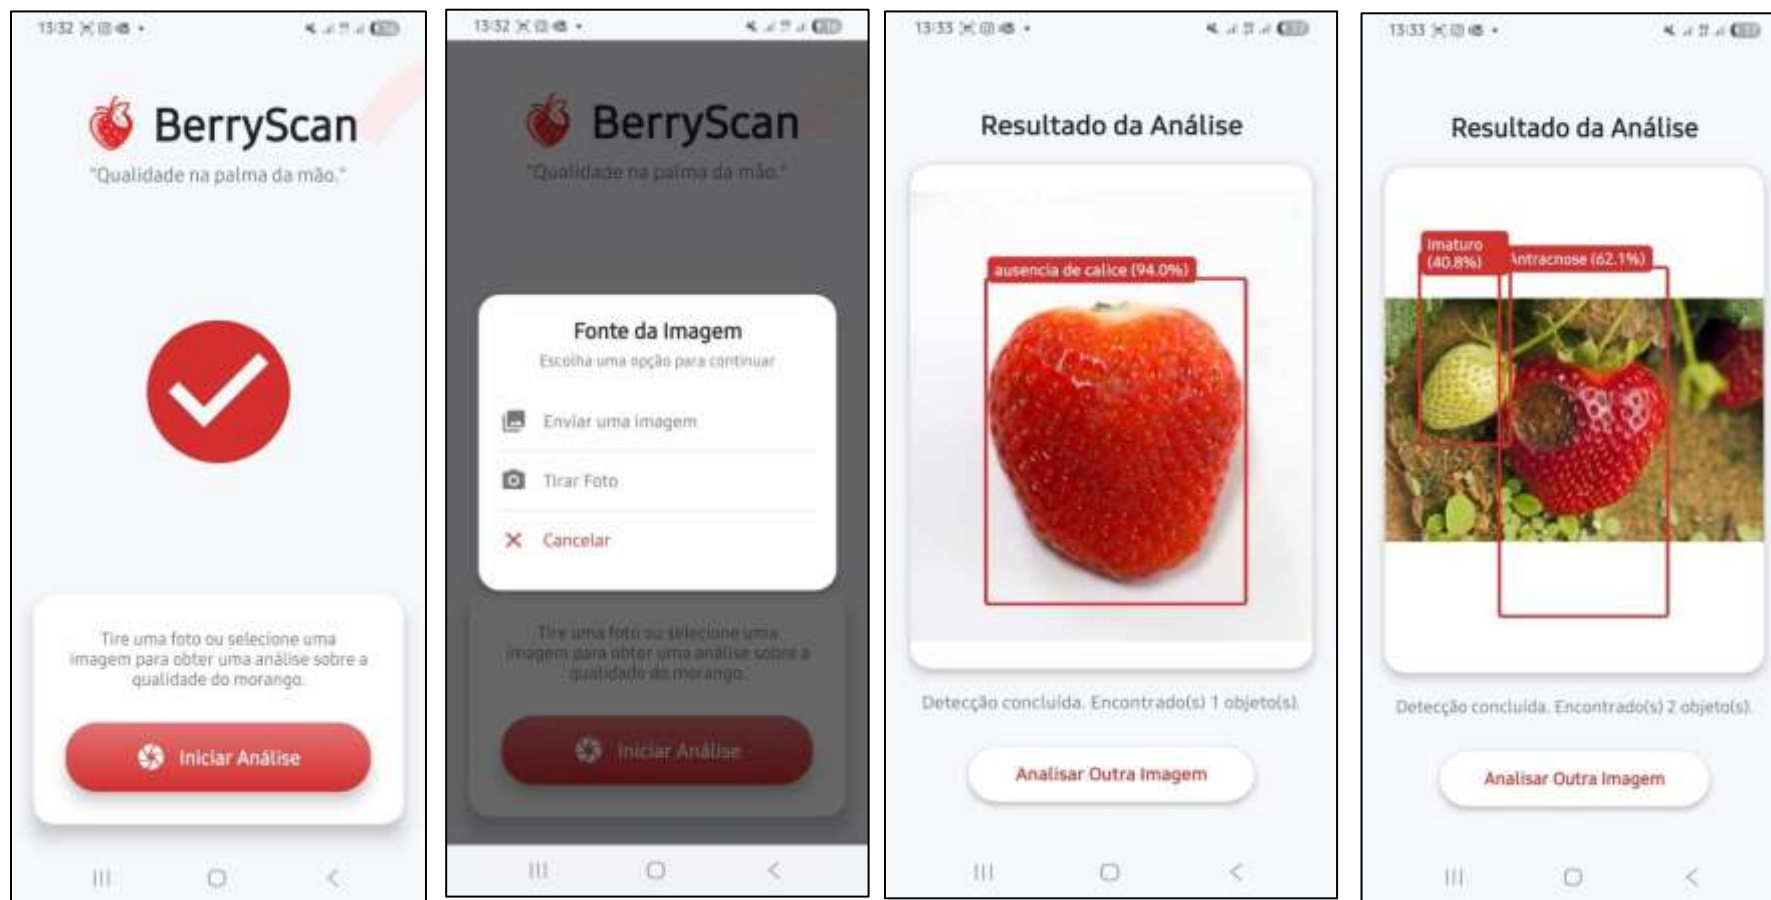 13:32
BerryScan
"Qualidade na palma da mão."
Tire uma foto ou selecione uma
imagem para obter uma análise sobre a
qualidade do morango.
Iniciar Análise
13:32
BerryScan
"Qualidade na palma da mão."
Fonte da Imagem
Escolha uma opção para continuar
Enviar uma imagem
Tirar Foto
Cancelar
Tire uma foto ou selecione uma
imagem para obter uma análise sobre a
qualidade do morango.
Iniciar Análise
13:33
Resultado da Análise
ausencia de calice (94.0%)
Detecção concluída. Encontrado(s) 1 objeto(s).
Analisar Outra Imagem
13:33
Resultado da Análise
Imaturo
(40.8%)
Antracnose (62.1%)
Detecção concluída. Encontrado(s) 2 objeto(s).
Analisar Outra Imagem